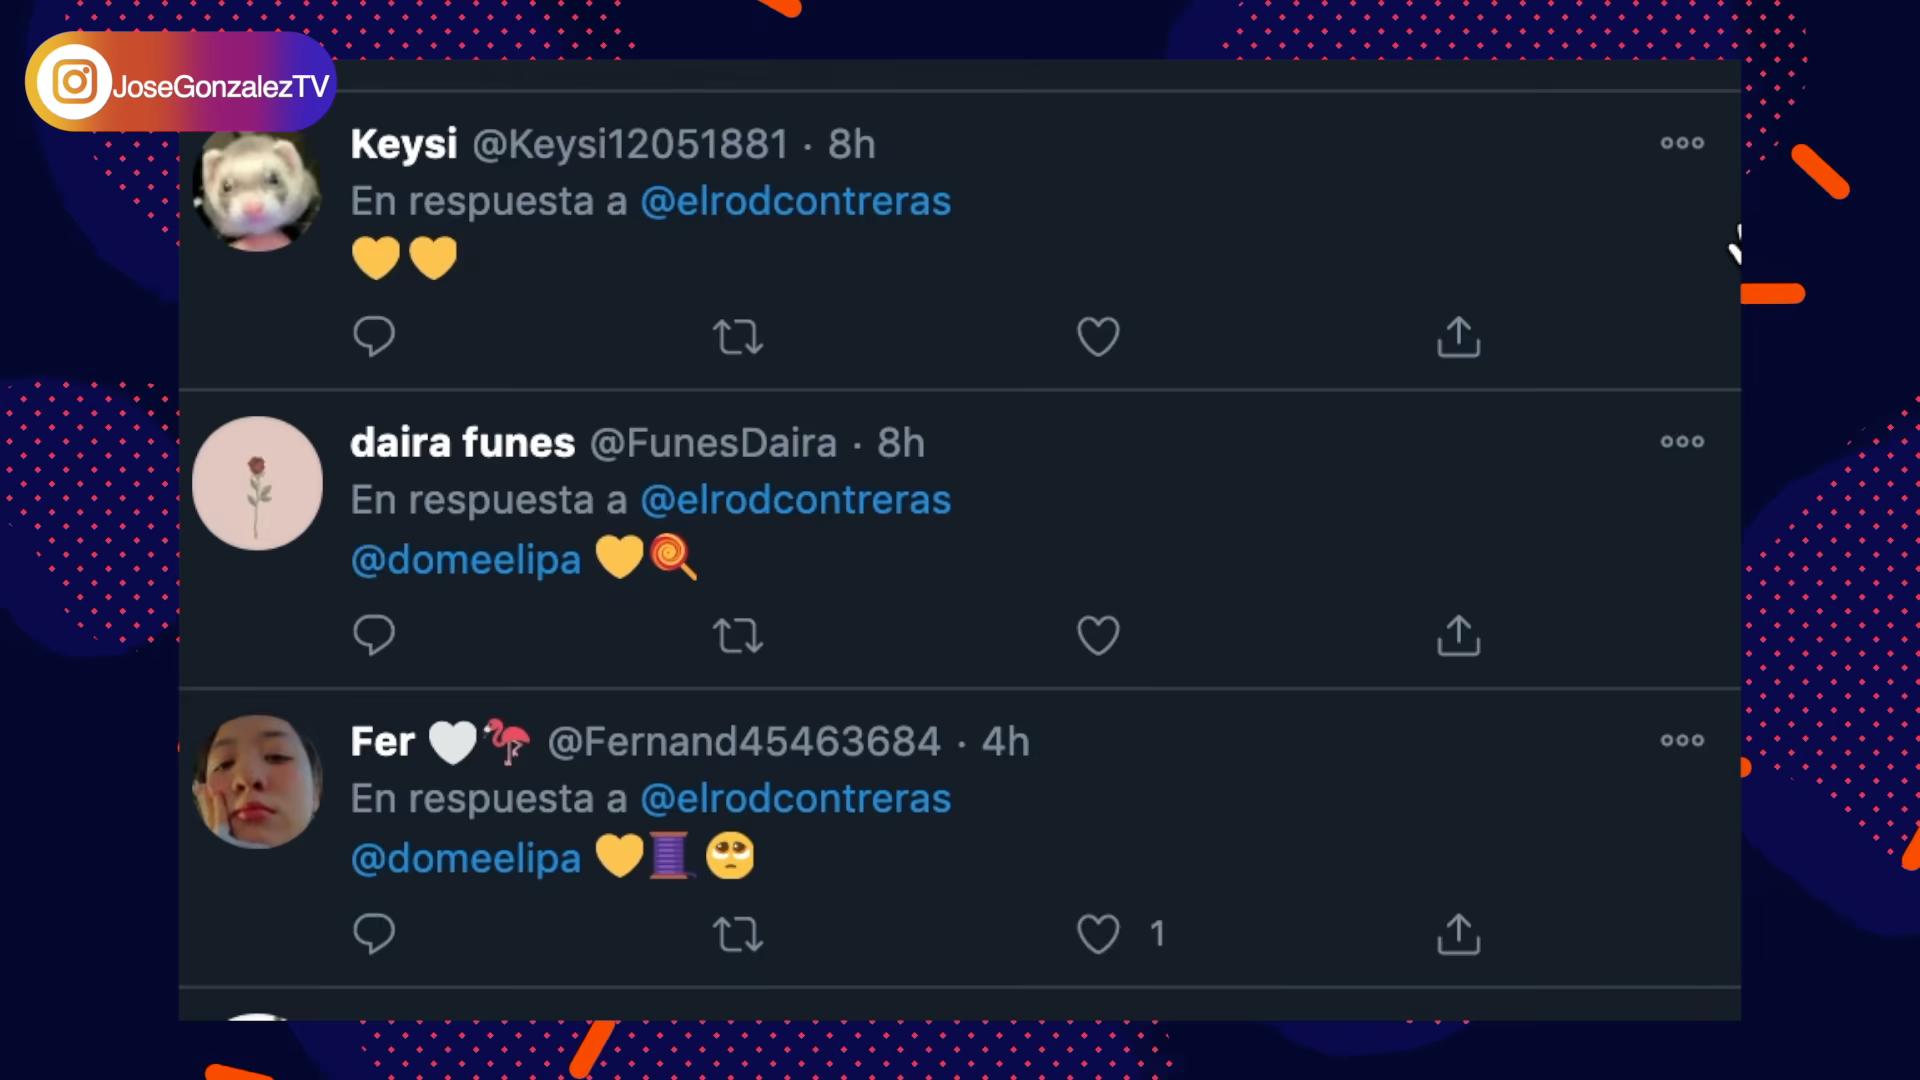 JoseGonzalezTV
Keysi @Keysi12051881 · 8h
En respuesta a @elrodcontreras
💛💛
daira funes @FunesDaira · 8h
En respuesta a @elrodcontreras
@domeelipa 💛🍭
Fer 🤍🦩 @Fernand45463684 · 4h
En respuesta a @elrodcontreras
@domeelipa 💛🧵🥺
1